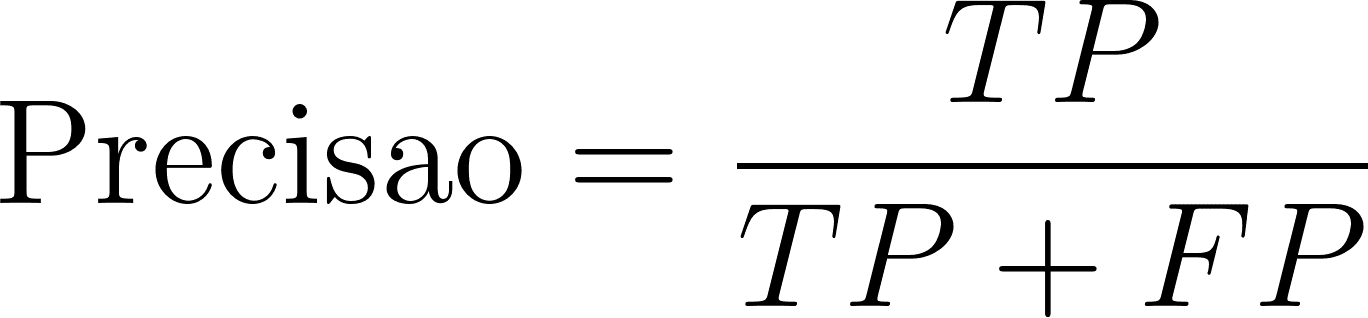 Precisao = TP / TP + FP